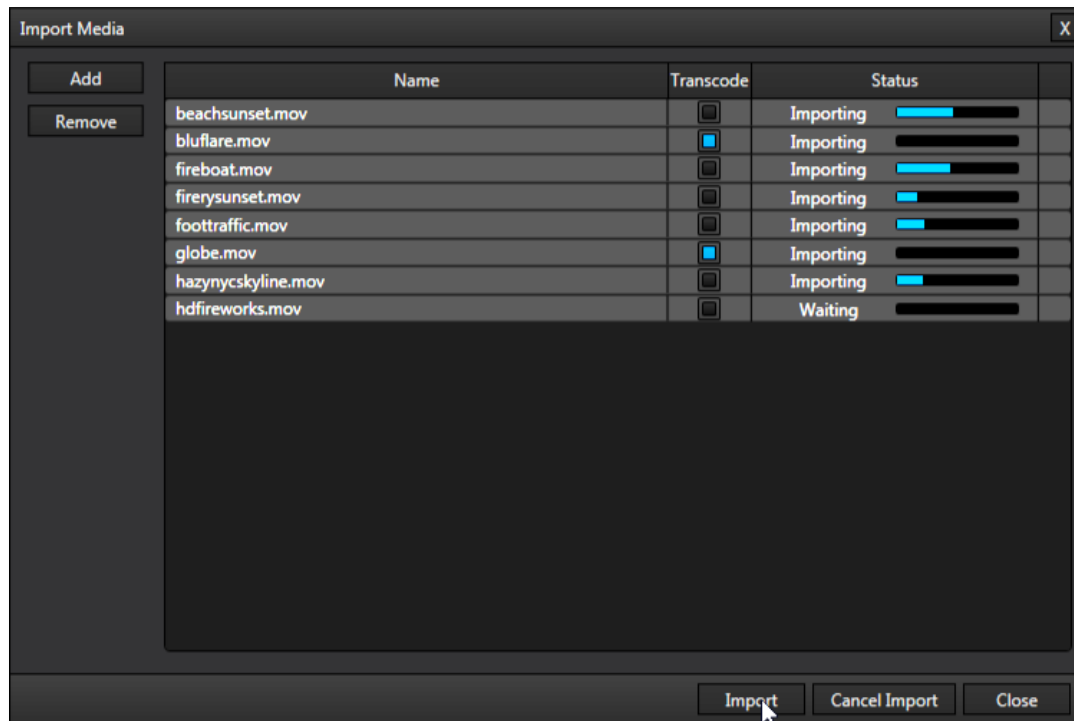 Import Media X
Add
Remove
Name Transcode Status
beachsunset.mov Importing
bluflare.mov Importing
fireboat.mov Importing
firerysunset.mov Importing
foottraffic.mov Importing
globe.mov Importing
hazynycskyline.mov Importing
hdfireworks.mov Waiting
Import Cancel Import Close